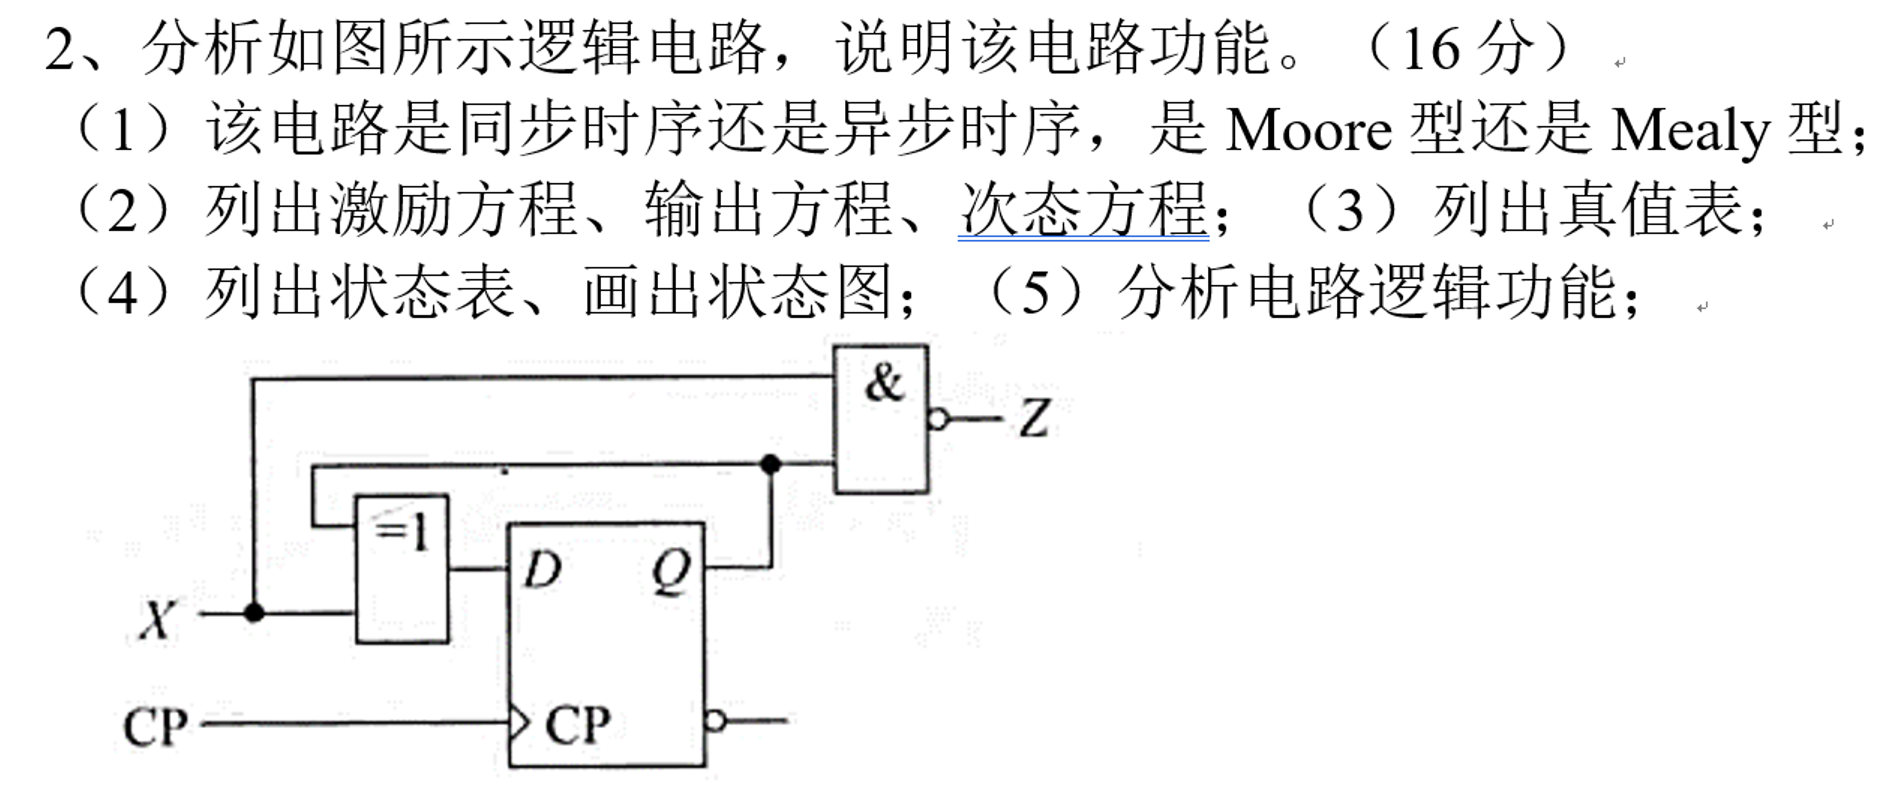 2、分析如图所示逻辑电路，说明该电路功能。（16 分）
（1）该电路是同步时序还是异步时序，是 Moore 型还是 Mealy 型；
（2）列出激励方程、输出方程、次态方程；（3）列出真值表；
（4）列出状态表、画出状态图；（5）分析电路逻辑功能；
&
Z
=1
D Q
X
CP
CP